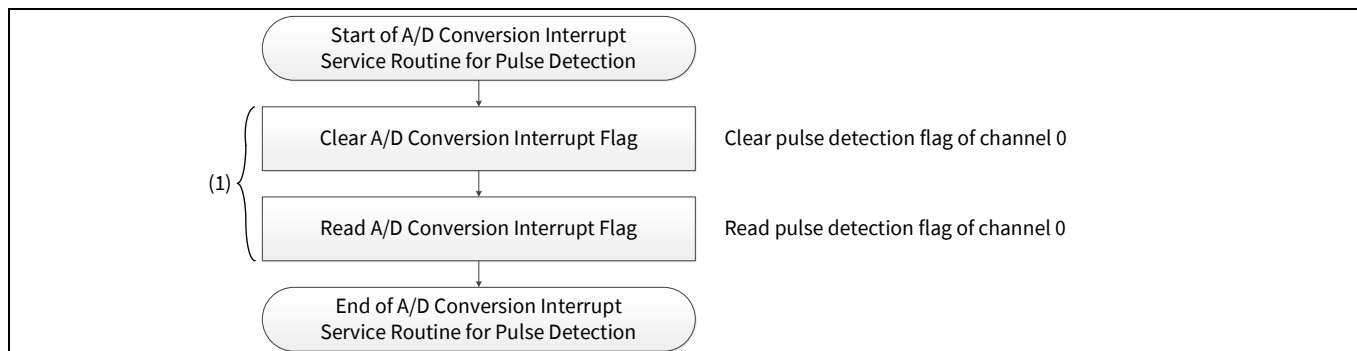 Start of A/D Conversion Interrupt
Service Routine for Pulse Detection
Clear A/D Conversion Interrupt Flag
Clear pulse detection flag of channel 0
(1)
Read A/D Conversion Interrupt Flag
Read pulse detection flag of channel 0
End of A/D Conversion Interrupt
Service Routine for Pulse Detection